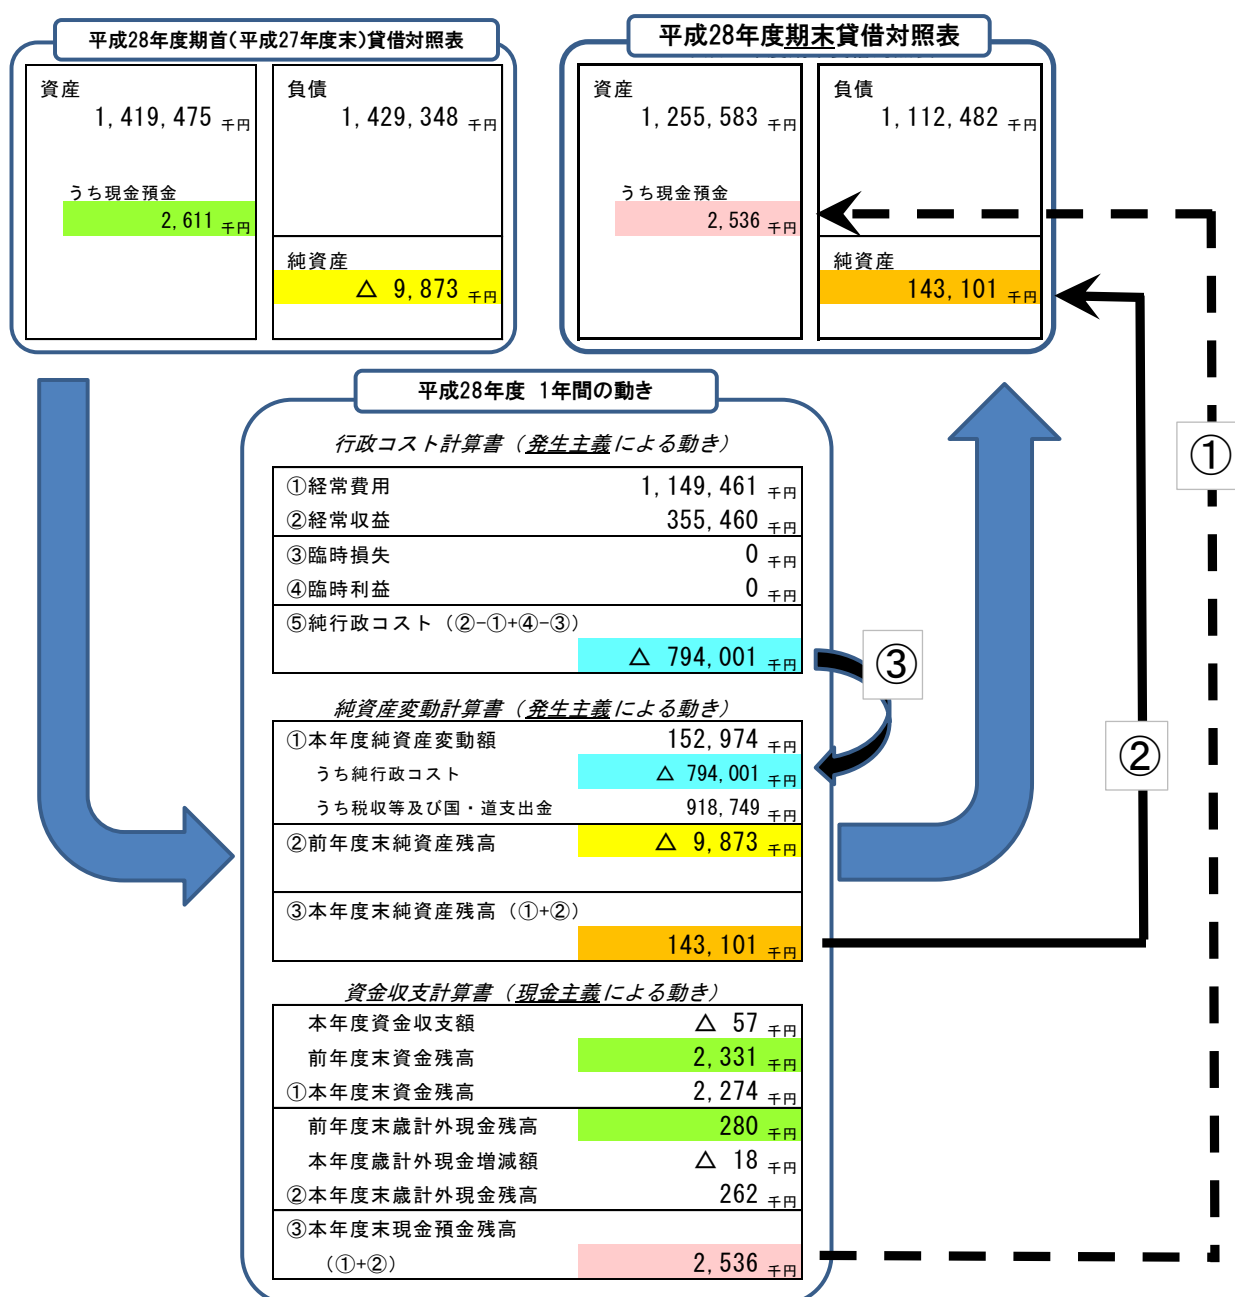 平成28年度期首(平成27年度末)貸借対照表
資産
1,419,475 千円
うち現金預金
2,611 千円
負債
1,429,348 千円
純資産
△ 9,873 千円
平成28年度期末貸借対照表
資産
1,255,583 千円
うち現金預金
2,536 千円
負債
1,112,482 千円
純資産
143,101 千円
平成28年度 1年間の動き
行政コスト計算書（発生主義による動き）
①経常費用 1,149,461 千円
②経常収益 355,460 千円
③臨時損失 0 千円
④臨時利益 0 千円
⑤純行政コスト（②-①+④-③）
△ 794,001 千円
純資産変動計算書（発生主義による動き）
①本年度純資産変動額 152,974 千円
うち純行政コスト △ 794,001 千円
うち税収等及び国・道支出金 918,749 千円
②前年度末純資産残高 △ 9,873 千円
③本年度末純資産残高（①+②）
143,101 千円
資金収支計算書（現金主義による動き）
本年度資金収支額 △ 57 千円
前年度末資金残高 2,331 千円
①本年度末資金残高 2,274 千円
前年度末歳計外現金残高 280 千円
本年度歳計外現金増減額 △ 18 千円
②本年度末歳計外現金残高 262 千円
③本年度末現金預金残高
（①+②） 2,536 千円
①
②
③